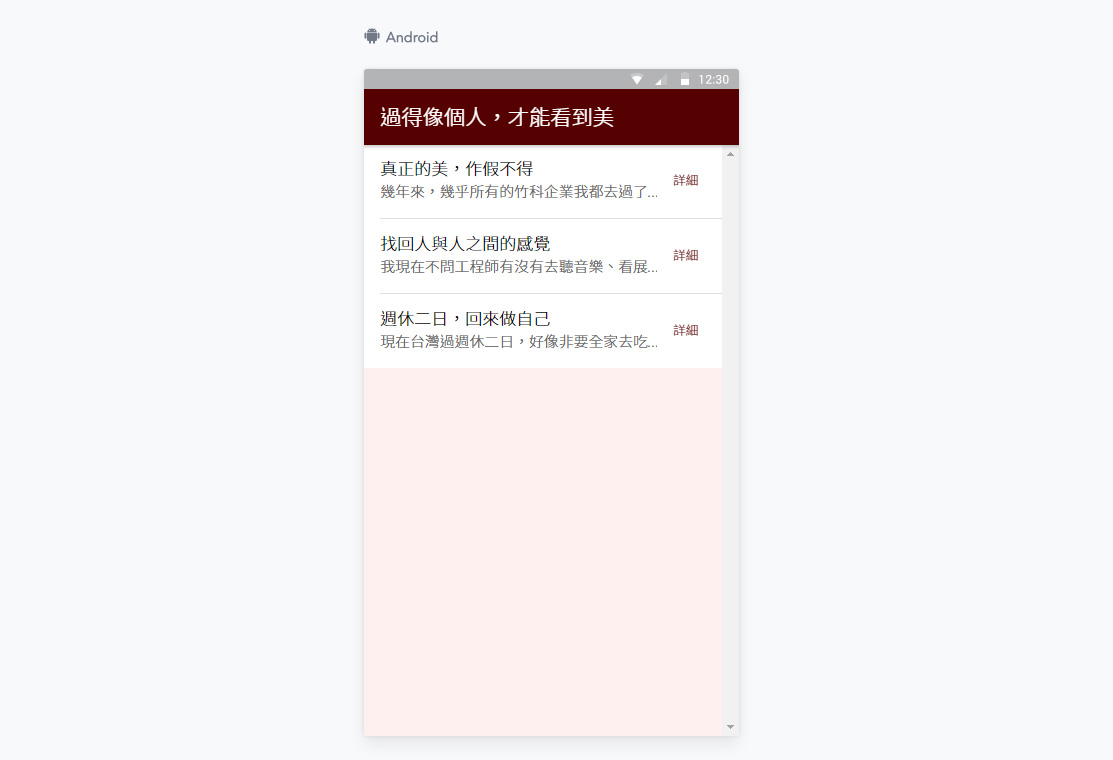 Android
12:30
過得像個人，才能看到美
真正的美，作假不得
幾年來，幾乎所有的竹科企業我都去過了...
詳細
找回人與人之間的感覺
我現在不問工程師有沒有去聽音樂、看展...
詳細
週休二日，回來做自己
現在台灣過週休二日，好像非要全家去吃...
詳細